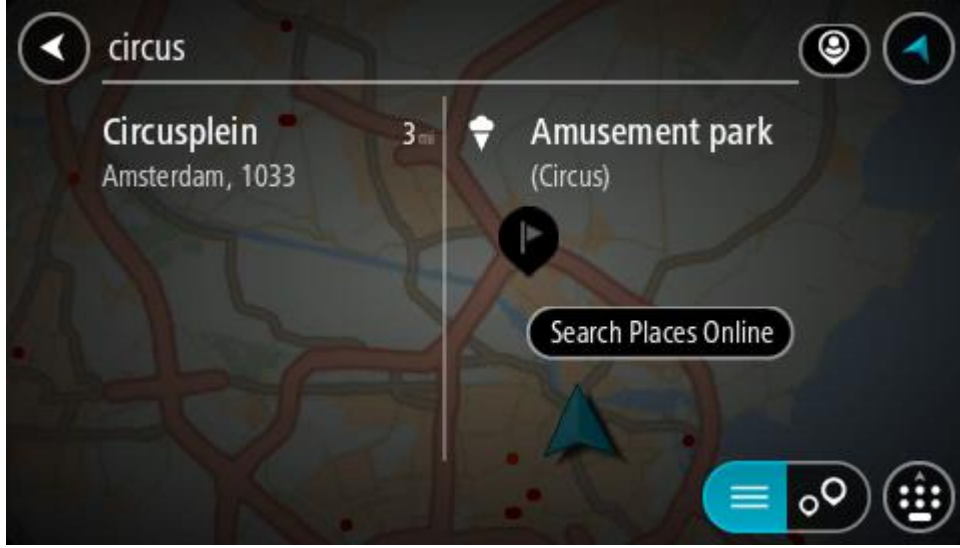 circus
Circusplein
3 mi
Amsterdam, 1033
Amusement park
(Circus)
Search Places Online